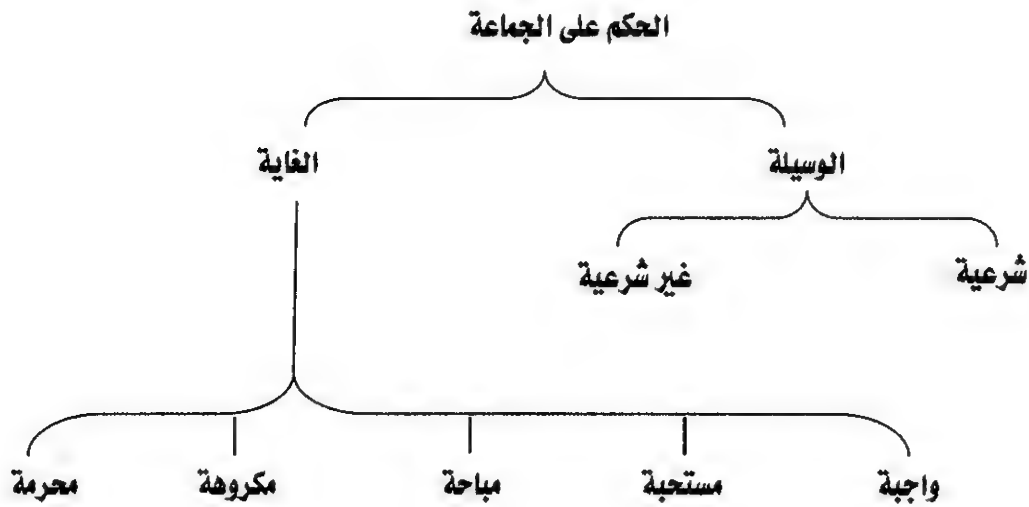 الحكم على الجماعة
الوسيلة الغاية
شرعية غير شرعية
واجبة مستحبة مباحة مكروهة محرمة